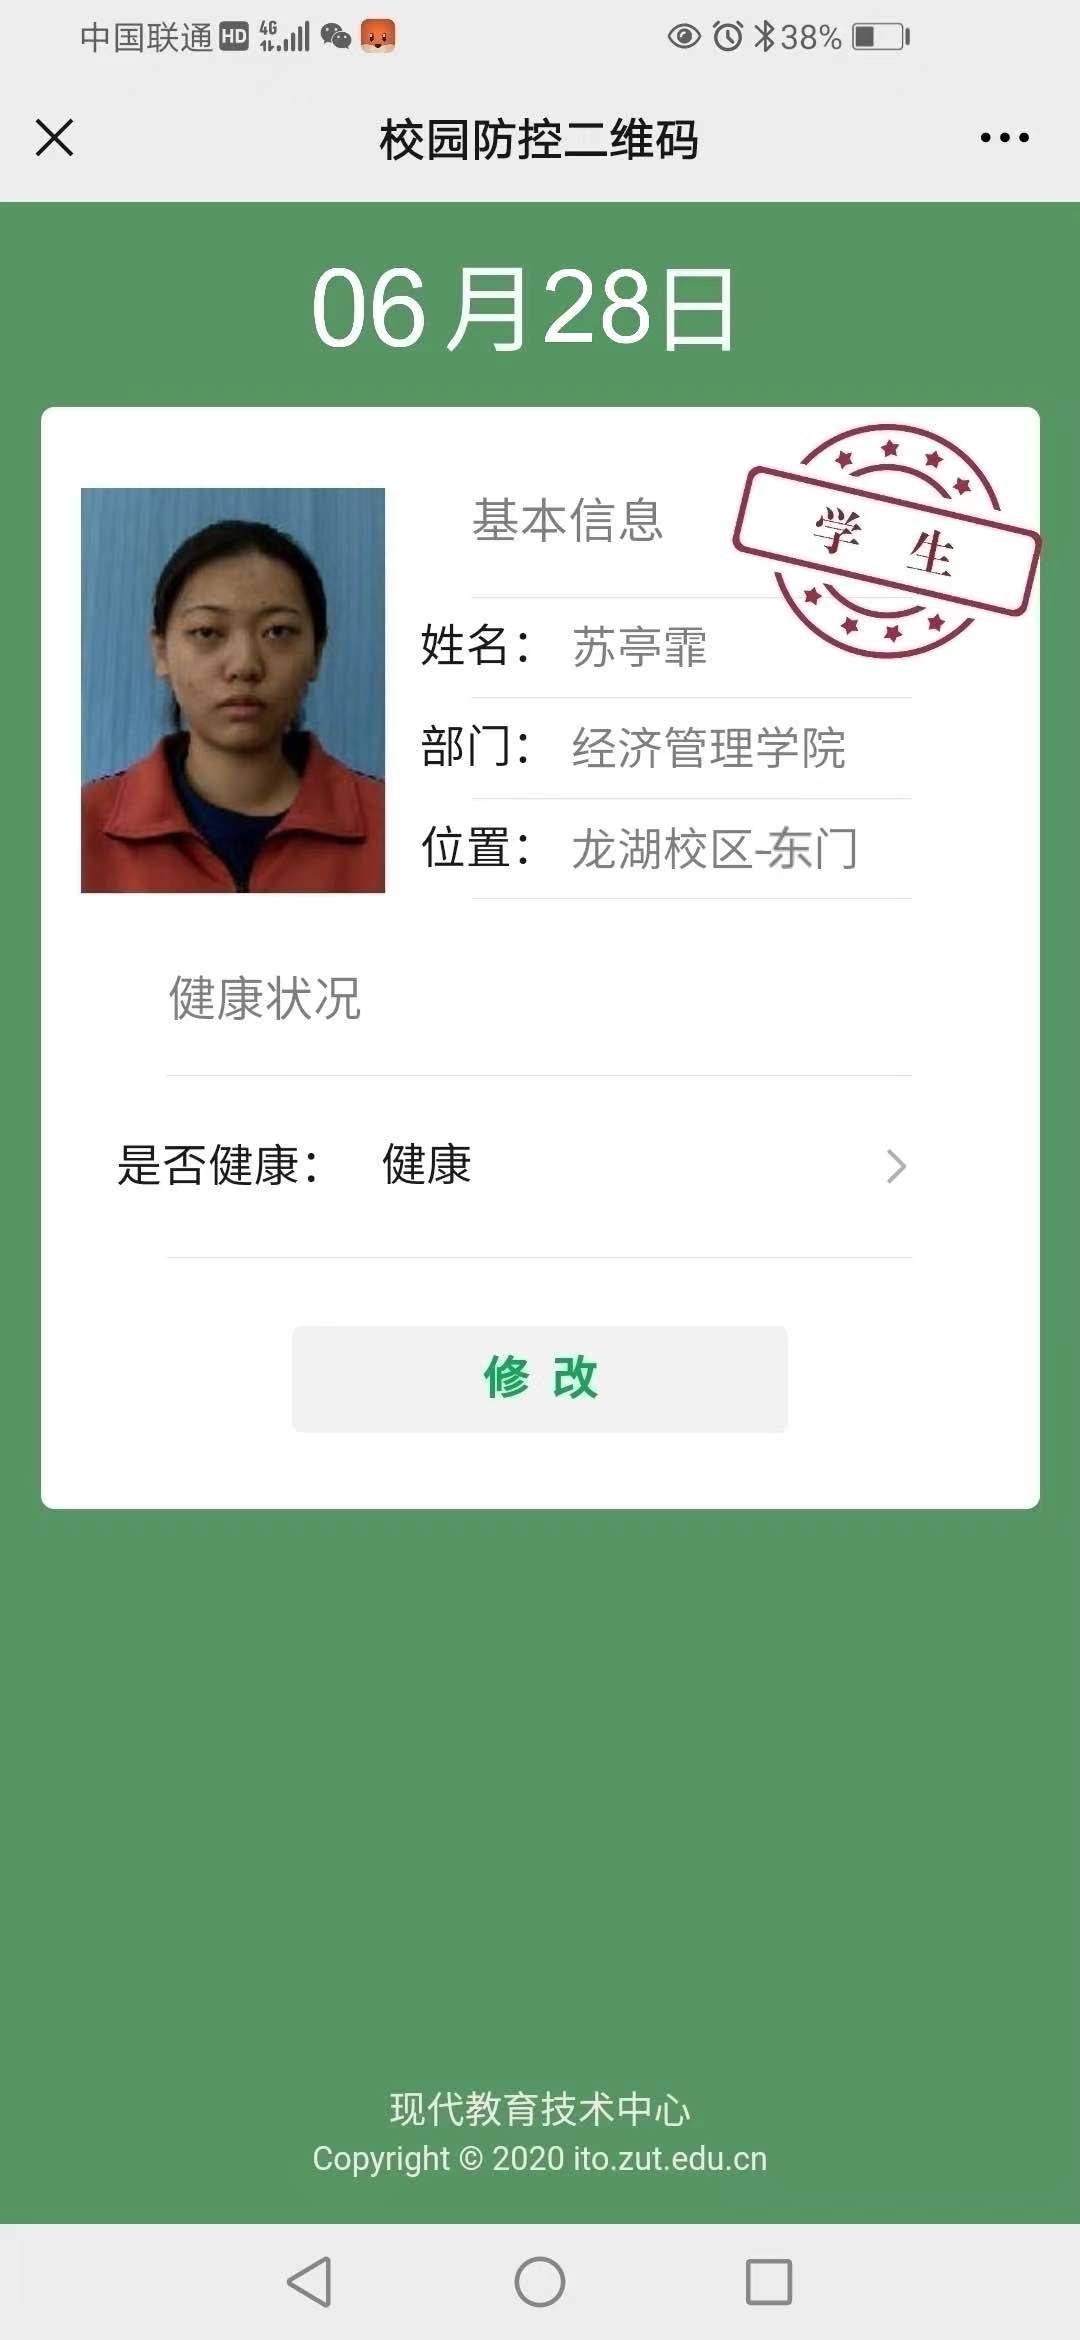 中国联通 HD 4G 38%
校园防控二维码
06月28日
学 生
基本信息
姓名： 苏亭霏
部门： 经济管理学院
位置： 龙湖校区-东门
健康状况
是否健康： 健康
修 改
现代教育技术中心
Copyright © 2020 ito.zut.edu.cn